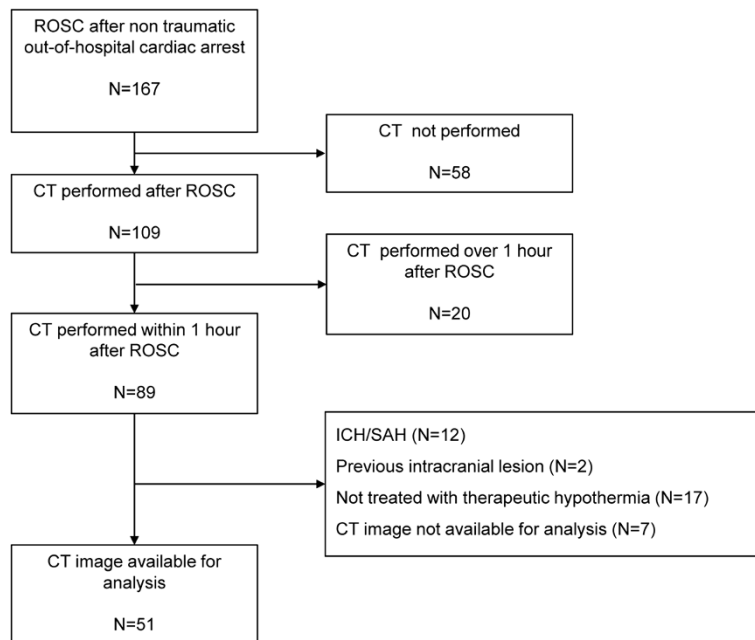 ROSC after non traumatic
out-of-hospital cardiac arrest
N=167
CT not performed
N=58
CT performed after ROSC
N=109
CT performed over 1 hour
after ROSC
N=20
CT performed within 1 hour
after ROSC
N=89
ICH/SAH (N=12)
Previous intracranial lesion (N=2)
Not treated with therapeutic hypothermia (N=17)
CT image not available for analysis (N=7)
CT image available for
analysis
N=51